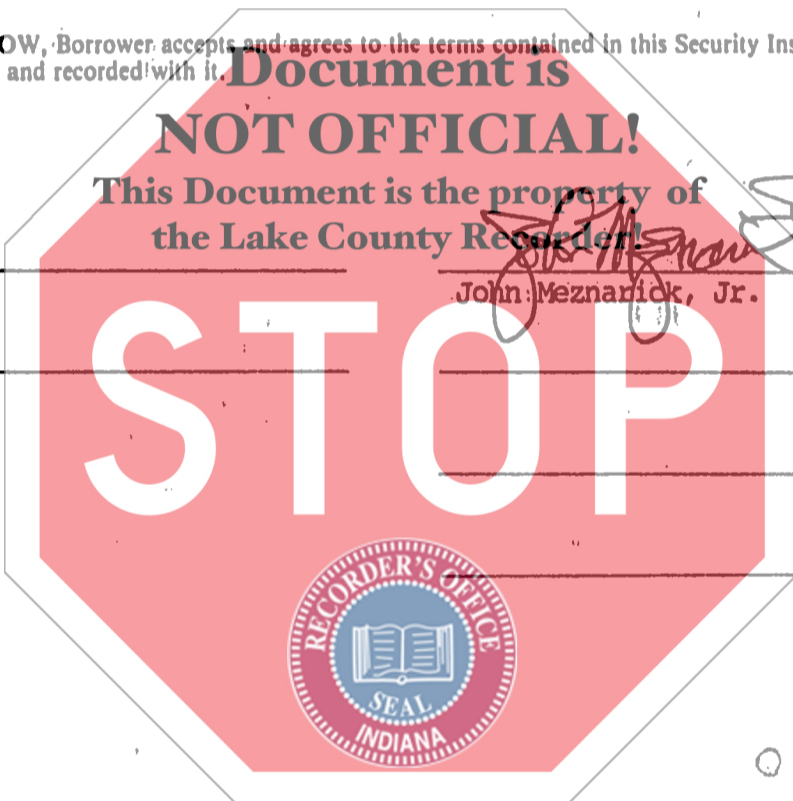 OW, Borrower accepts and agrees to the terms contained in this Security Ins
and recorded with it.
Document is
NOT OFFICIAL!
This Document is the property of
the Lake County Recorder!
John Meznarick, Jr.
STOP
RECORDER'S OFFICE
SEAL
INDIANA